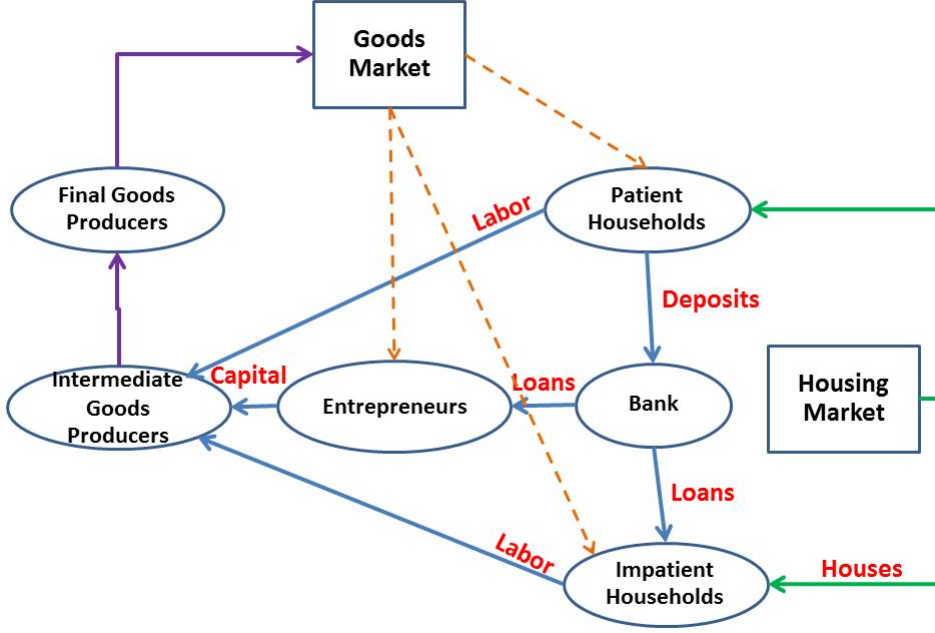 Goods
Market
Final Goods
Producers
Patient
Households
Labor
Deposits
Intermediate
Goods
Producers
Capital
Entrepreneurs
Loans
Bank
Housing
Market
Loans
Labor
Impatient
Households
Houses